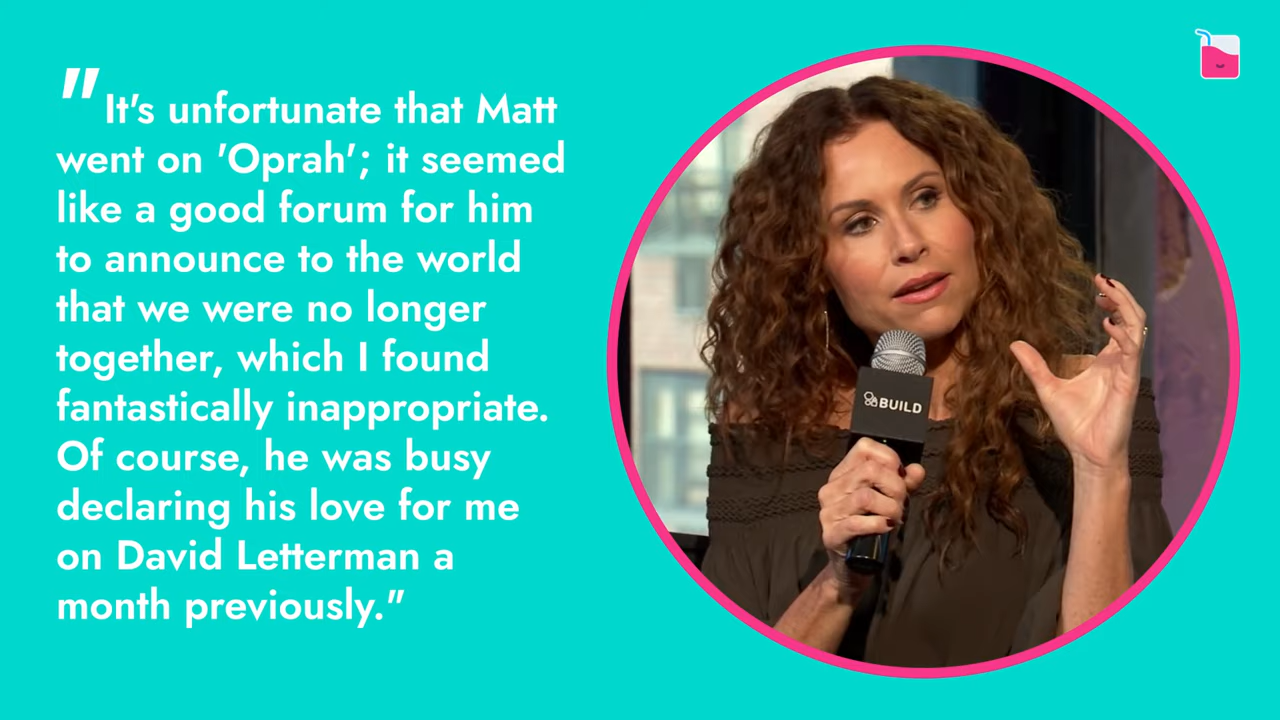 "It's unfortunate that Matt
went on 'Oprah'; it seemed
like a good forum for him
to announce to the world
that we were no longer
together, which I found
fantastically inappropriate.
Of course, he was busy
declaring his love for me
on David Letterman a
month previously."
BUILD